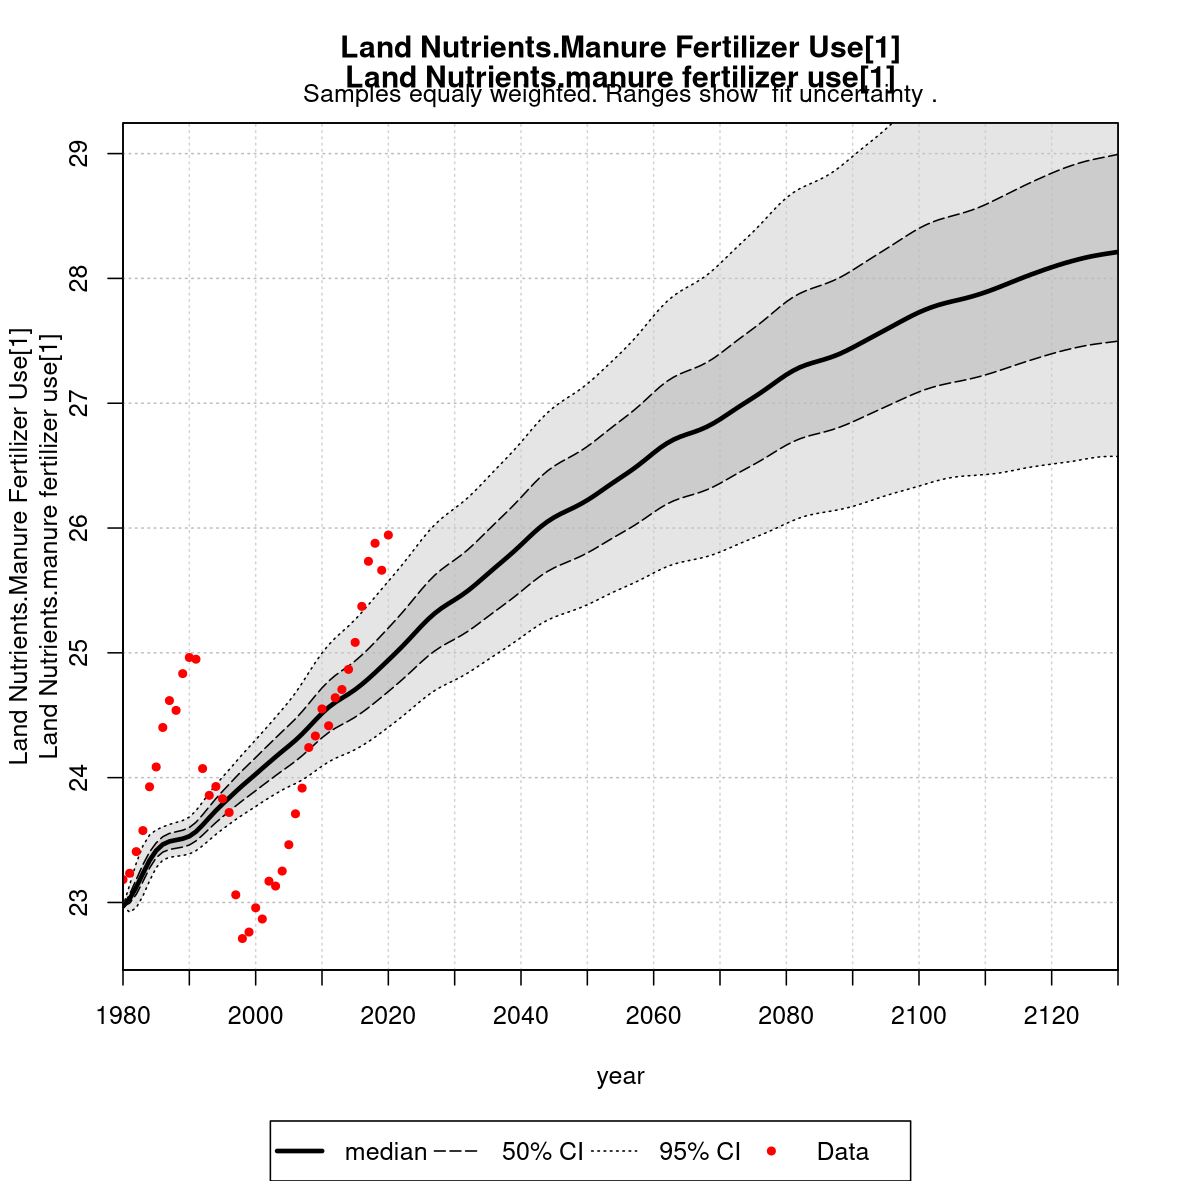 Land Nutrients.Manure Fertilizer Use[1]
Land Nutrients.manure fertilizer use[1]
Samples equaly weighted. Ranges show  fit uncertainty .
Land Nutrients.Manure Fertilizer Use[1]
Land Nutrients.manure fertilizer use[1]
29
28
27
26
25
24
23
1980 2000 2020 2040 2060 2080 2100 2120
year
median 50% CI 95% CI Data